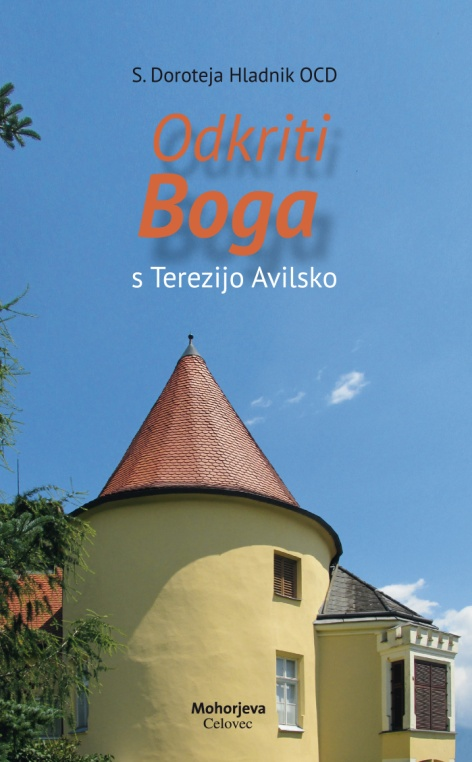 S. Doroteja Hladnik OCD
Odkriti
Boga
s Terezijo Avilsko
Mohorjeva
Celovec